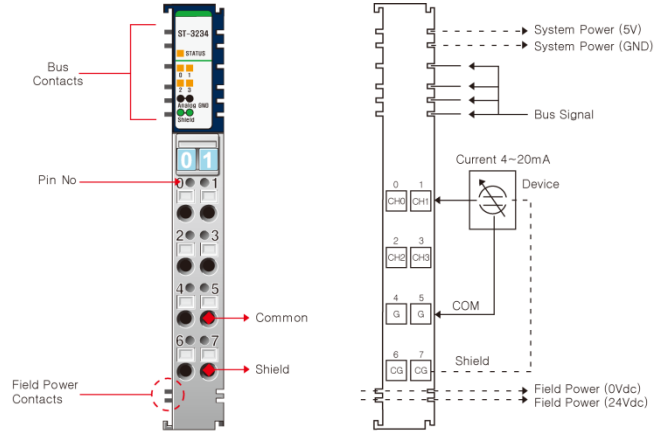 ST-3234
STATUS
0 1
2 3
Analog GND
Shield
Bus
Contacts
01
Pin No
0 1
2 3
4 5
Common
6 7
Shield
Field Power
Contacts
System Power (5V)
System Power (GND)
Bus Signal
Current 4~20mA
Device
0 1
CH0 CH1
2 3
CH2 CH3
4 5
COM
G G
6 7
Shield
CG CG
Field Power (0Vdc)
Field Power (24Vdc)